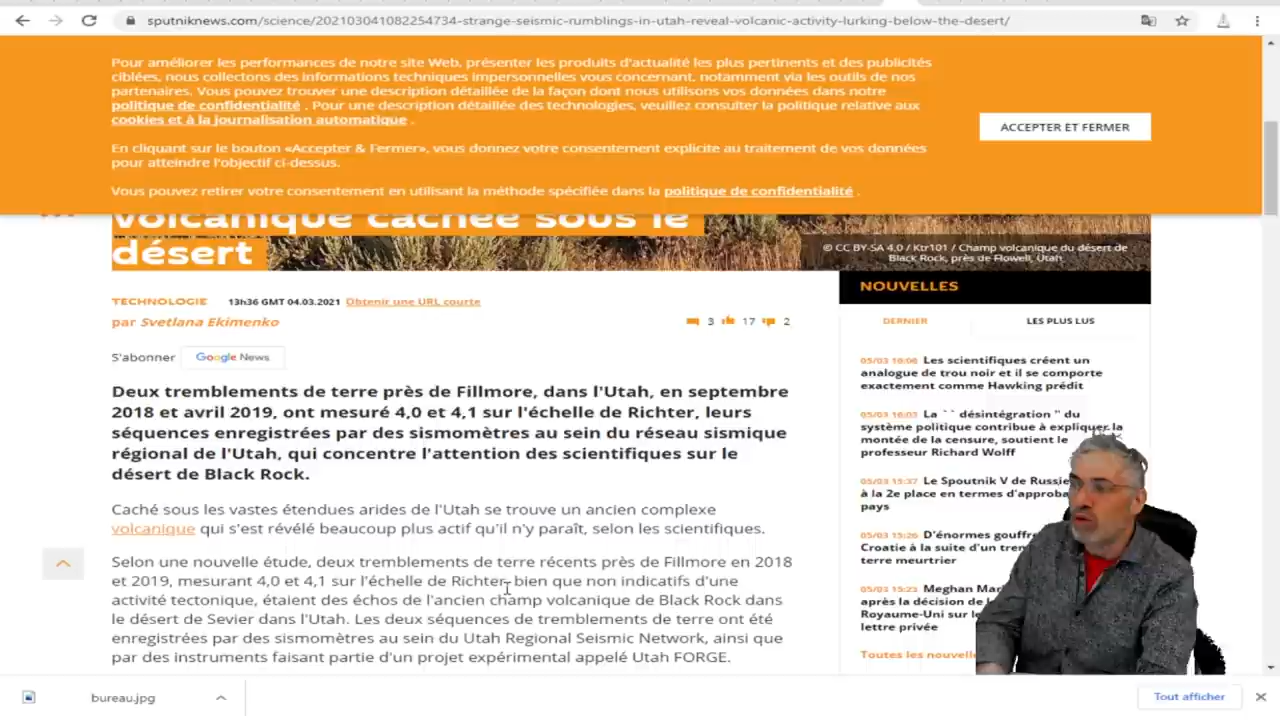 sputniknews.com/science/202103041082254734-strange-seismic-rumblings-in-utah-reveal-volcanic-activity-lurking-below-the-desert/
Pour améliorer les performances de notre site Web, présenter les produits d'actualité les plus pertinents et des publicités
ciblées, nous collectons des informations techniques impersonnelles vous concernant, notamment via les outils de nos
partenaires. Vous pouvez trouver une description détaillée de la façon dont nous utilisons vos données dans notre
politique de confidentialité . Pour une description détaillée des technologies, veuillez consulter la politique relative aux
cookies et à la journalisation automatique .
En cliquant sur le bouton «Accepter & Fermer», vous donnez votre consentement explicite au traitement de vos données
pour atteindre l'objectif ci-dessus.
Vous pouvez retirer votre consentement en utilisant la méthode spécifiée dans la politique de confidentialité .
ACCEPTER ET FERMER
volcanique cachée sous le
désert
© CC BY-SA 4.0 / Ktr101 / Champ volcanique du désert de
Black Rock, près de Flowell, Utah
TECHNOLOGIE 13h36 GMT 04.03.2021 Obtenir une URL courte
par Svetlana Ekimenko
3 17 2
S'abonner Google News
Deux tremblements de terre près de Fillmore, dans l'Utah, en septembre
2018 et avril 2019, ont mesuré 4,0 et 4,1 sur l'échelle de Richter, leurs
séquences enregistrées par des sismomètres au sein du réseau sismique
régional de l'Utah, qui concentre l'attention des scientifiques sur le
désert de Black Rock.
Caché sous les vastes étendues arides de l'Utah se trouve un ancien complexe
volcanique qui s'est révélé beaucoup plus actif qu'il n'y paraît, selon les scientifiques.
Selon une nouvelle étude, deux tremblements de terre récents près de Fillmore en 2018
et 2019, mesurant 4,0 et 4,1 sur l'échelle de Richter, bien que non indicatifs d'une
activité tectonique, étaient des échos de l'ancien champ volcanique de Black Rock dans
le désert de Sevier dans l'Utah. Les deux séquences de tremblements de terre ont été
enregistrées par des sismomètres au sein du Utah Regional Seismic Network, ainsi que
par des instruments faisant partie d'un projet expérimental appelé Utah FORGE.
NOUVELLES
DERNIER LES PLUS LUS
05/03 16:06 Les scientifiques créent un
analogue de trou noir et il se comporte
exactement comme Hawking prédit
05/03 16:03 La `` désintégration '' du
système politique contribue à expliquer la
montée de la censure, soutient le
professeur Richard Wolff
05/03 15:37 Le Spoutnik V de Russie
à la 2e place en termes d'approba
pays
05/03 15:26 D'énormes gouffr
Croatie à la suite d'un tre
terre meurtrier
05/03 15:23 Meghan Mar
après la décision de
Royaume-Uni sur le
lettre privée
Toutes les nouvelle
bureau.jpg
Tout afficher